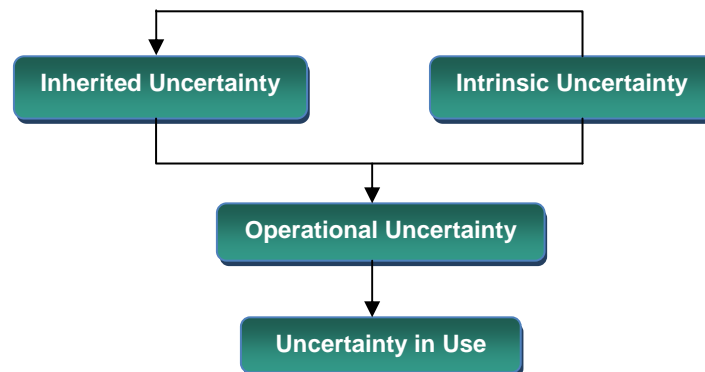 Inherited Uncertainty
Intrinsic Uncertainty
Operational Uncertainty
Uncertainty in Use